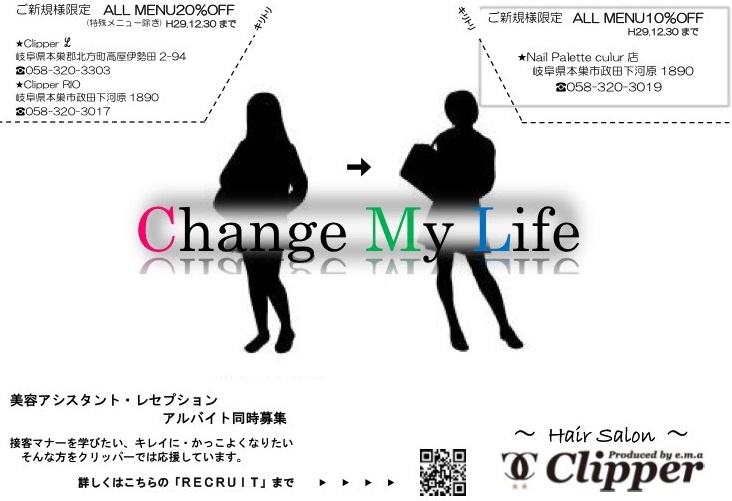 ご新規様限定 ALL MENU20%OFF
(特殊メニュー除き) H29.12.30 まで
★Clipper ℒ
岐阜県本巣郡北方町高屋伊勢田 2-94
☎058-320-3303
★Clipper RIO
岐阜県本巣市政田下河原 1890
☎058-320-3017
キリトリ
キリトリ
ご新規様限定 ALL MENU10%OFF
H29.12.30 まで
★Nail Palette culur 店
岐阜県本巣市政田下河原 1890
☎058-320-3019
Change My Life
美容アシスタント・レセプション
アルバイト同時募集
接客マナーを学びたい、キレイに・かっこよくなりたい
そんな方をクリッパーでは応援しています。
詳しくはこちらの「RECRUIT」まで
～ Hair Salon ～
Produced by e.m.a
Clipper